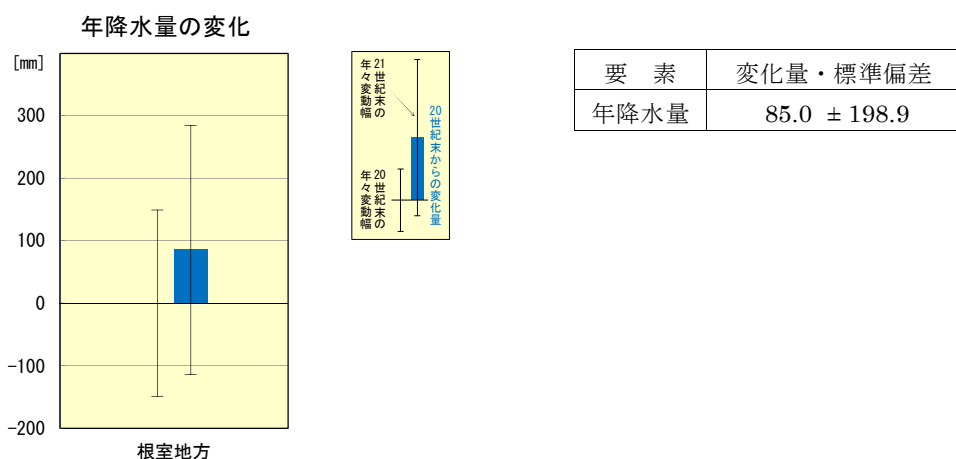 年降水量の変化
[mm]
300
200
100
0
-100
-200
根室地方
21世紀末の
年々変動幅
20世紀末からの変化量
20世紀末の
年々変動幅
要 素 変化量・標準偏差
年降水量 85.0 ± 198.9